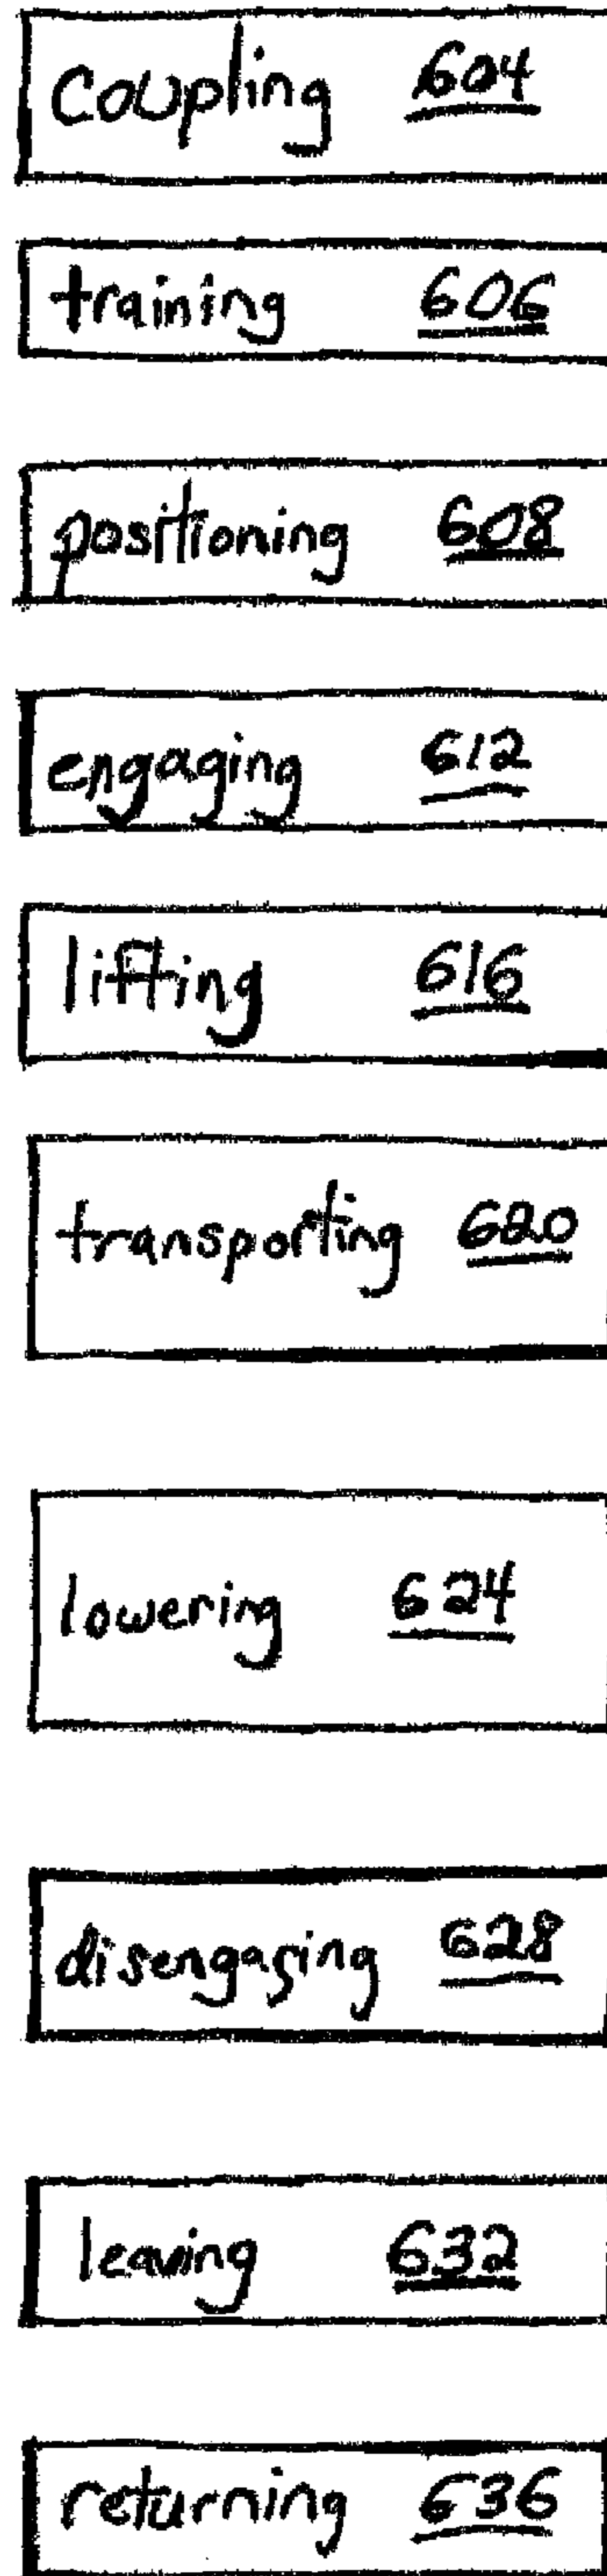 coupling 604
training 606
positioning 608
engaging 612
lifting 616
transporting 620
lowering 624
disengaging 628
leaving 632
returning 636